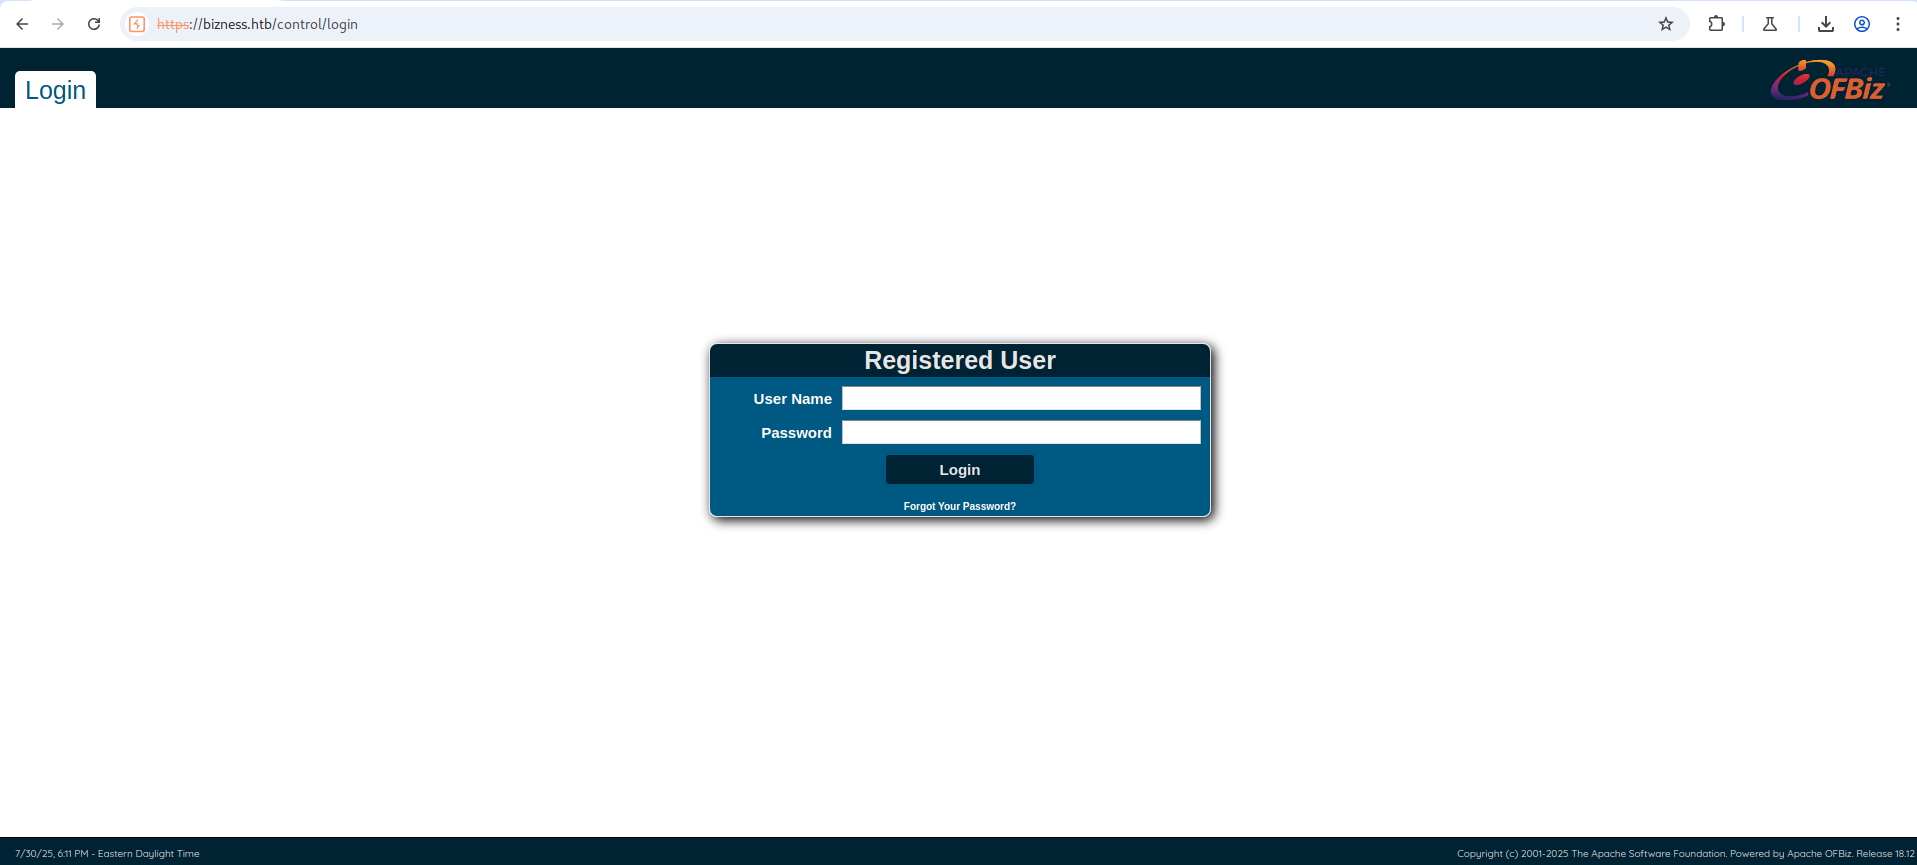 https://bizness.htb/control/login
Login
APACHE
OFBiz
Registered User
User Name
Password
Login
Forgot Your Password?
7/30/25, 6:11 PM - Eastern Daylight Time
Copyright (c) 2001-2025 The Apache Software Foundation. Powered by Apache OFBiz. Release 18.12